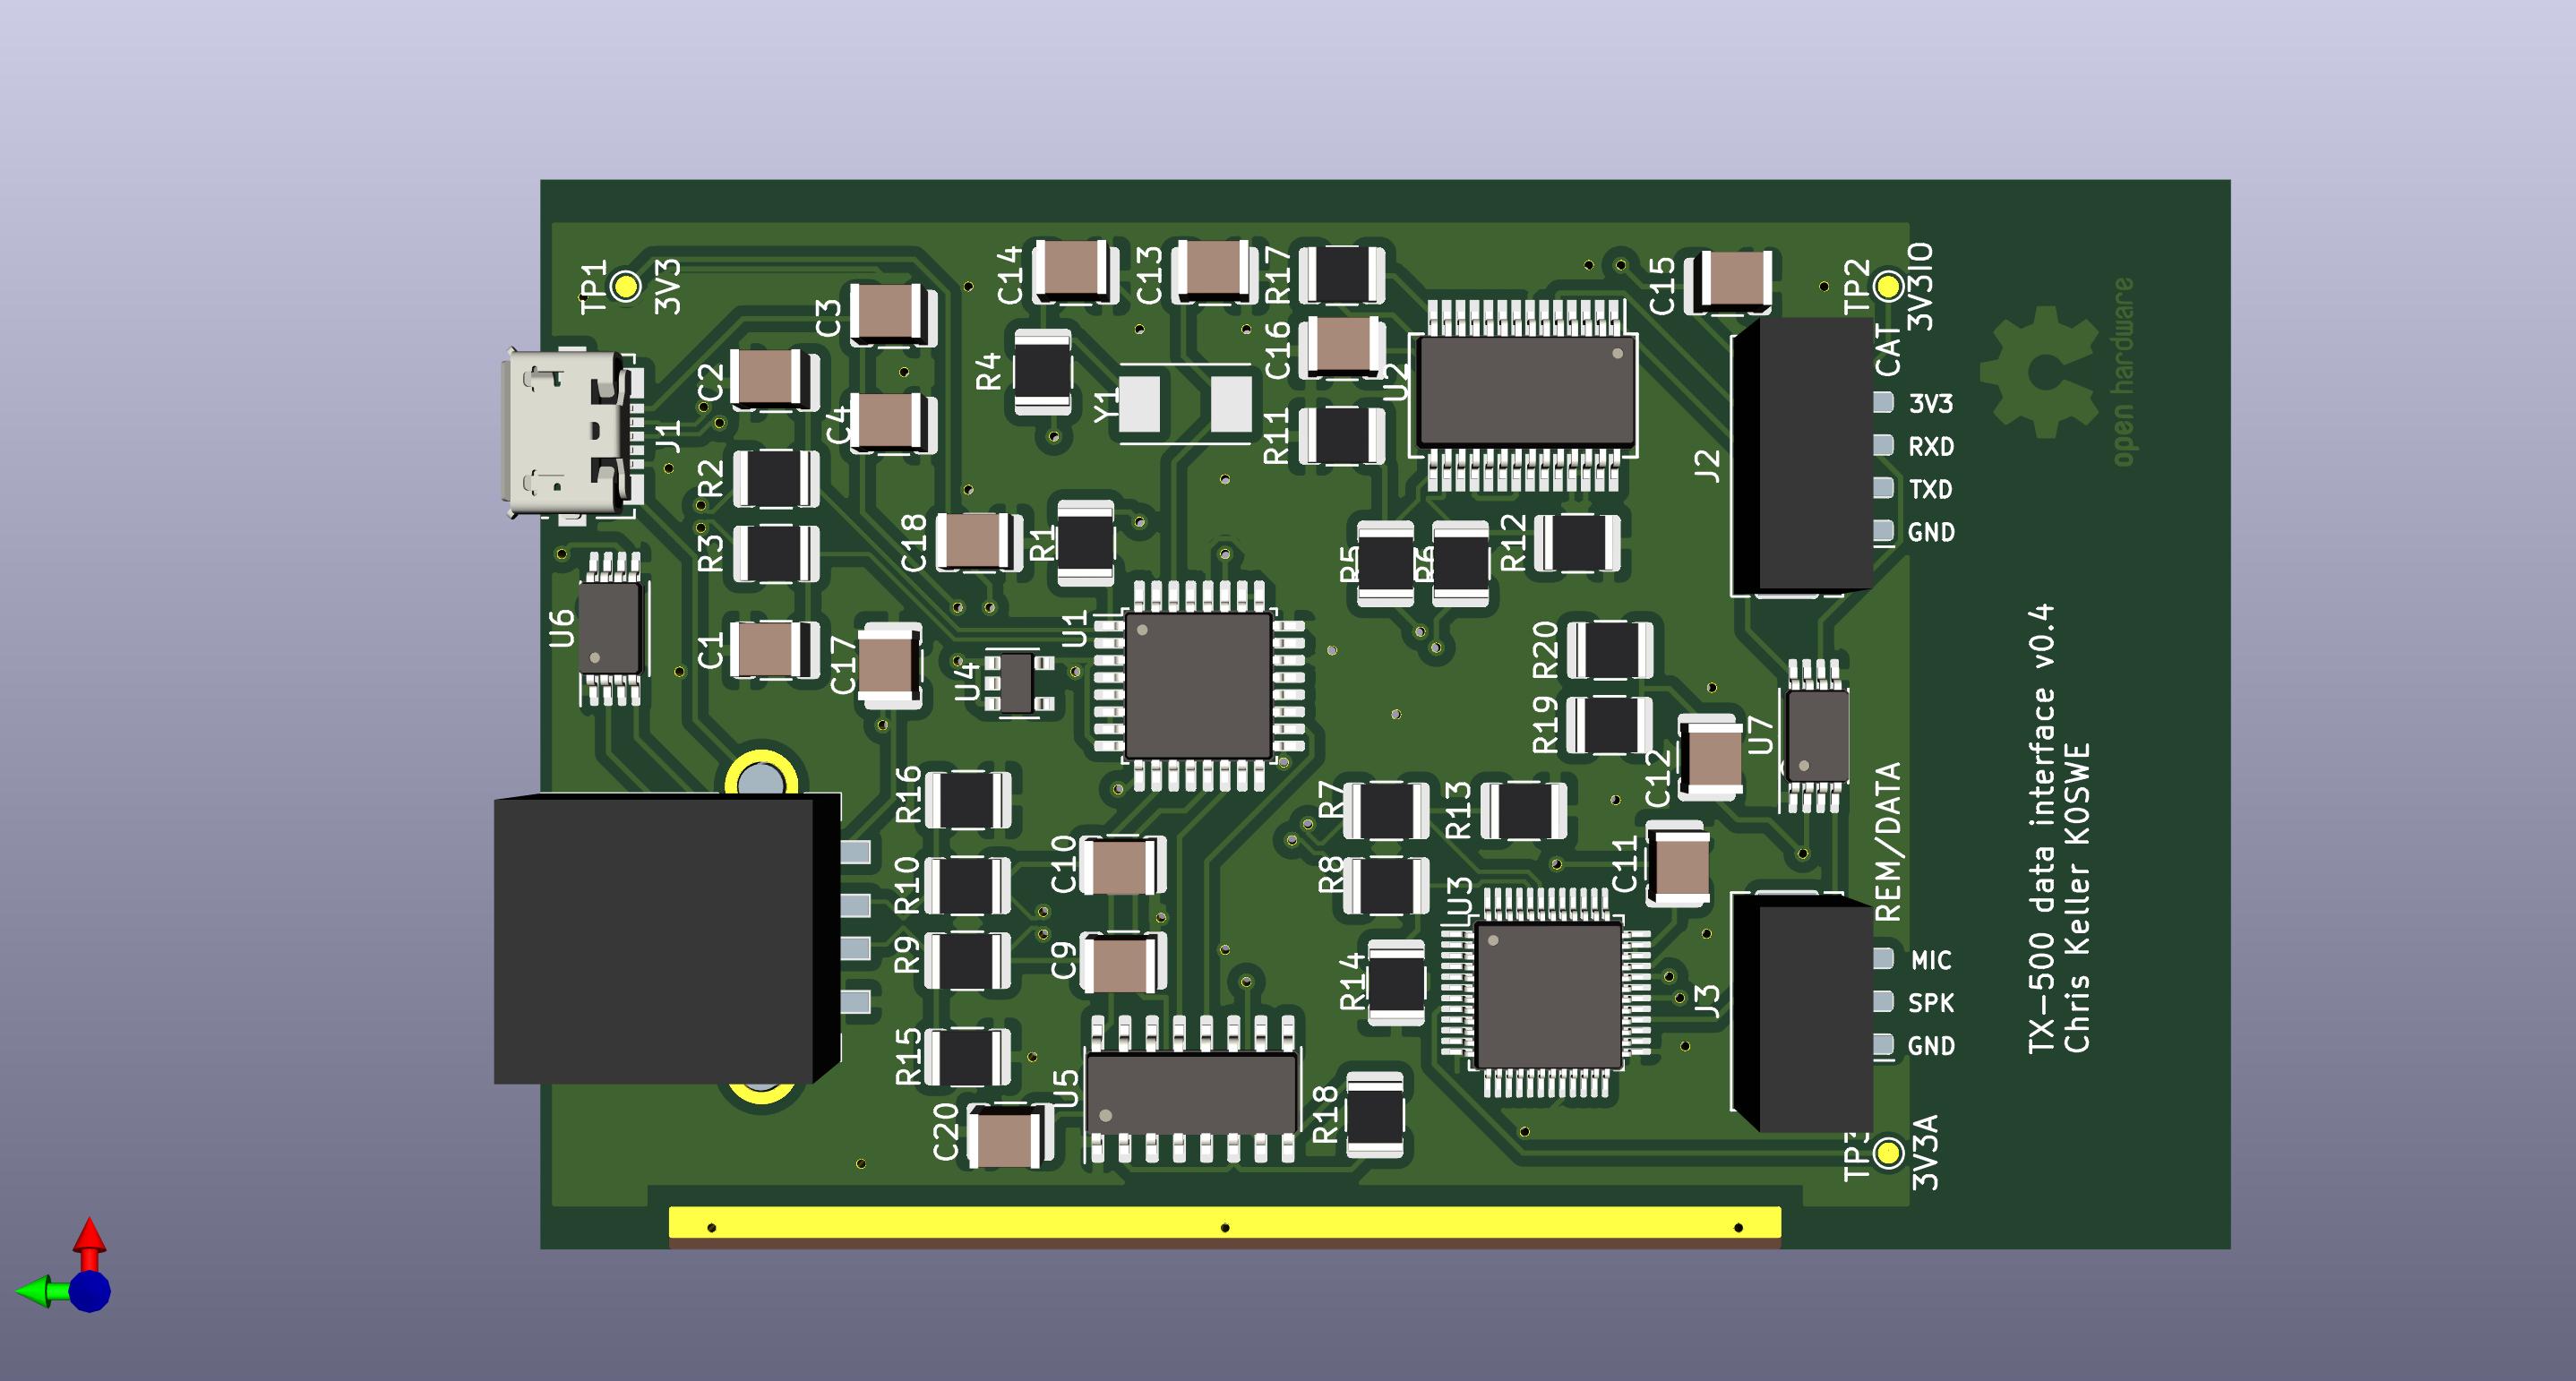 TP1
3V3
C14
C13
R17
C15
TP2
3V3IO
C3
C2
C4
R4
Y1
C16
U2
R11
CAT
3V3
RXD
TXD
GND
J1
J2
open hardware
R2
R3
C18
R1
R5
R6
R12
U6
C1
C17
U4
U1
R20
R19
C12
U7
TX-500 data interface v0.4
Chris Keller K0SWE
R16
R7
R13
R10
C10
R8
U3
C11
REM/DATA
R9
C9
R14
J3
MIC
SPK
GND
R15
C20
U5
R18
TP3
3V3A